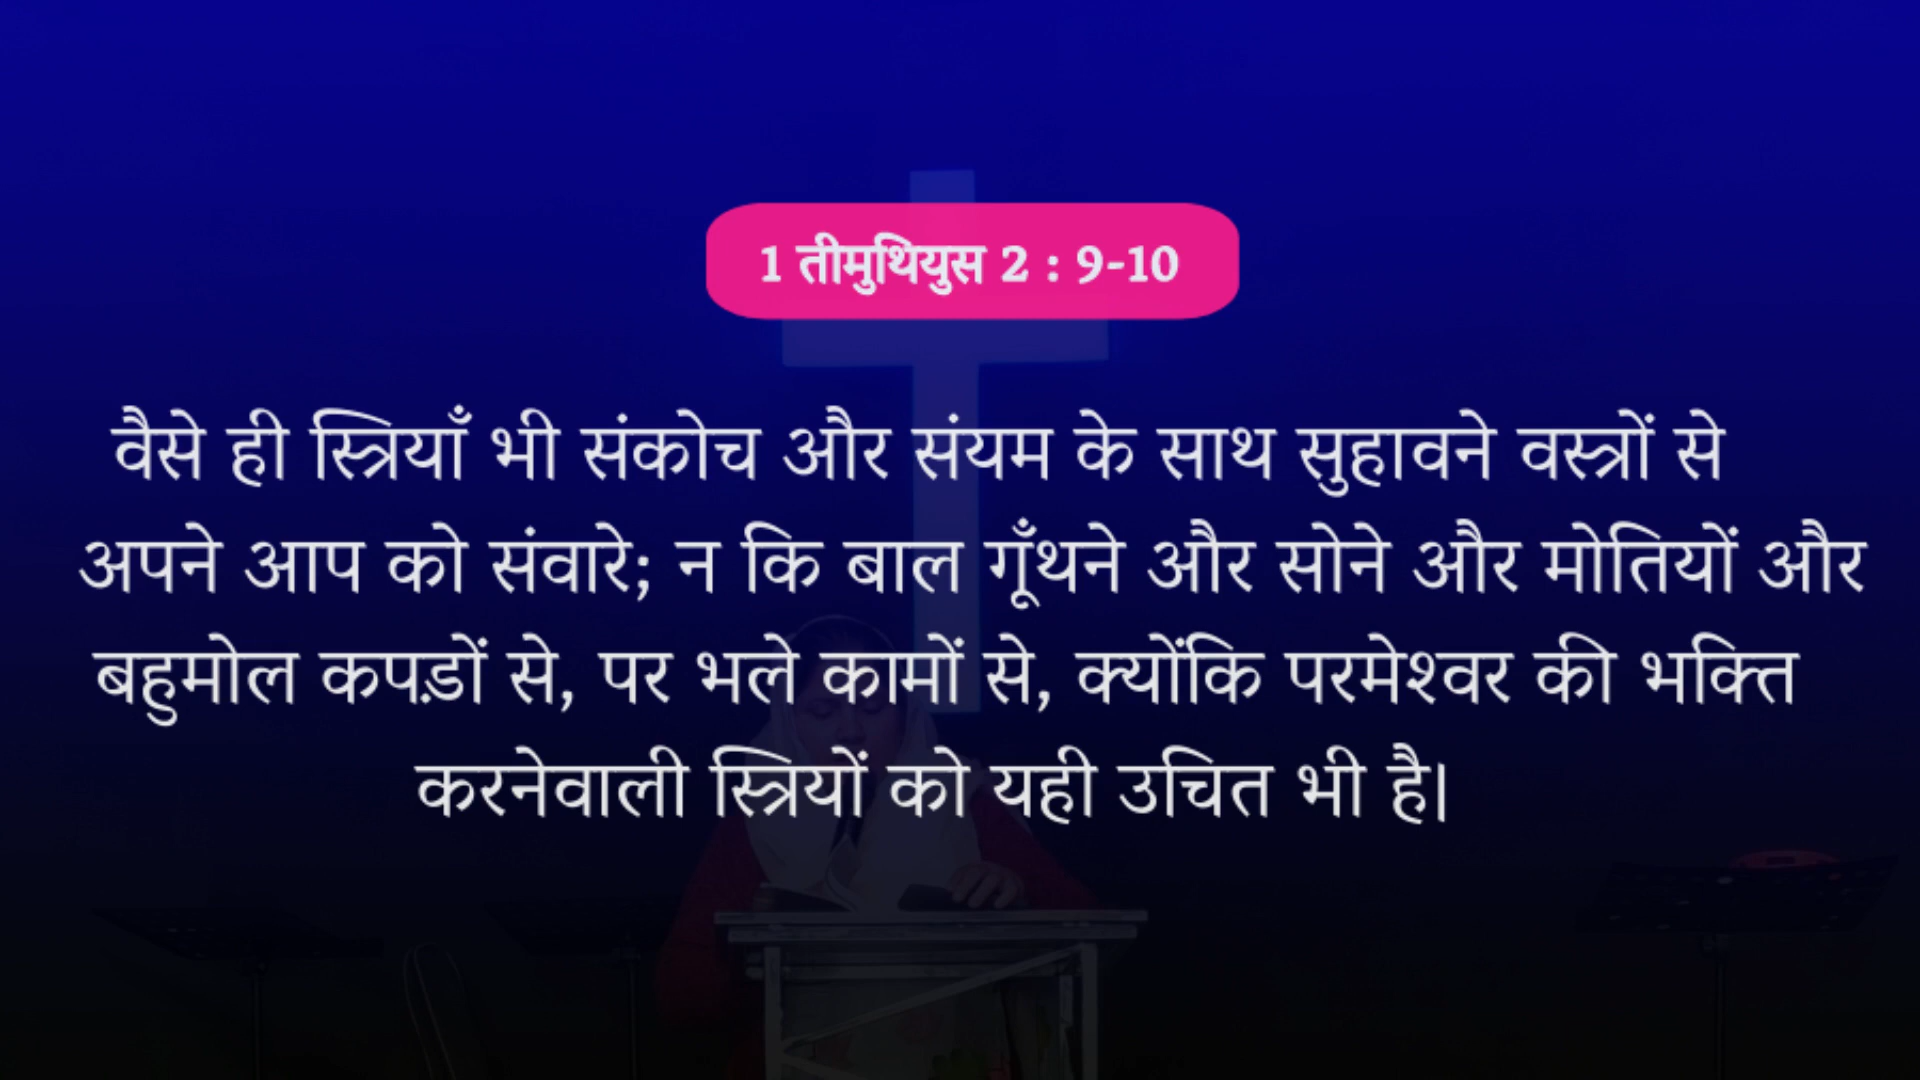 1 तीमुथियुस 2 : 9-10
वैसे ही स्त्रियाँ भी संकोच और संयम के साथ सुहावने वस्त्रों से
अपने आप को संवारे; न कि बाल गूँथने और सोने और मोतियों और
बहुमोल कपड़ों से, पर भले कामों से, क्योंकि परमेश्वर की भक्ति
करनेवाली स्त्रियों को यही उचित भी है।